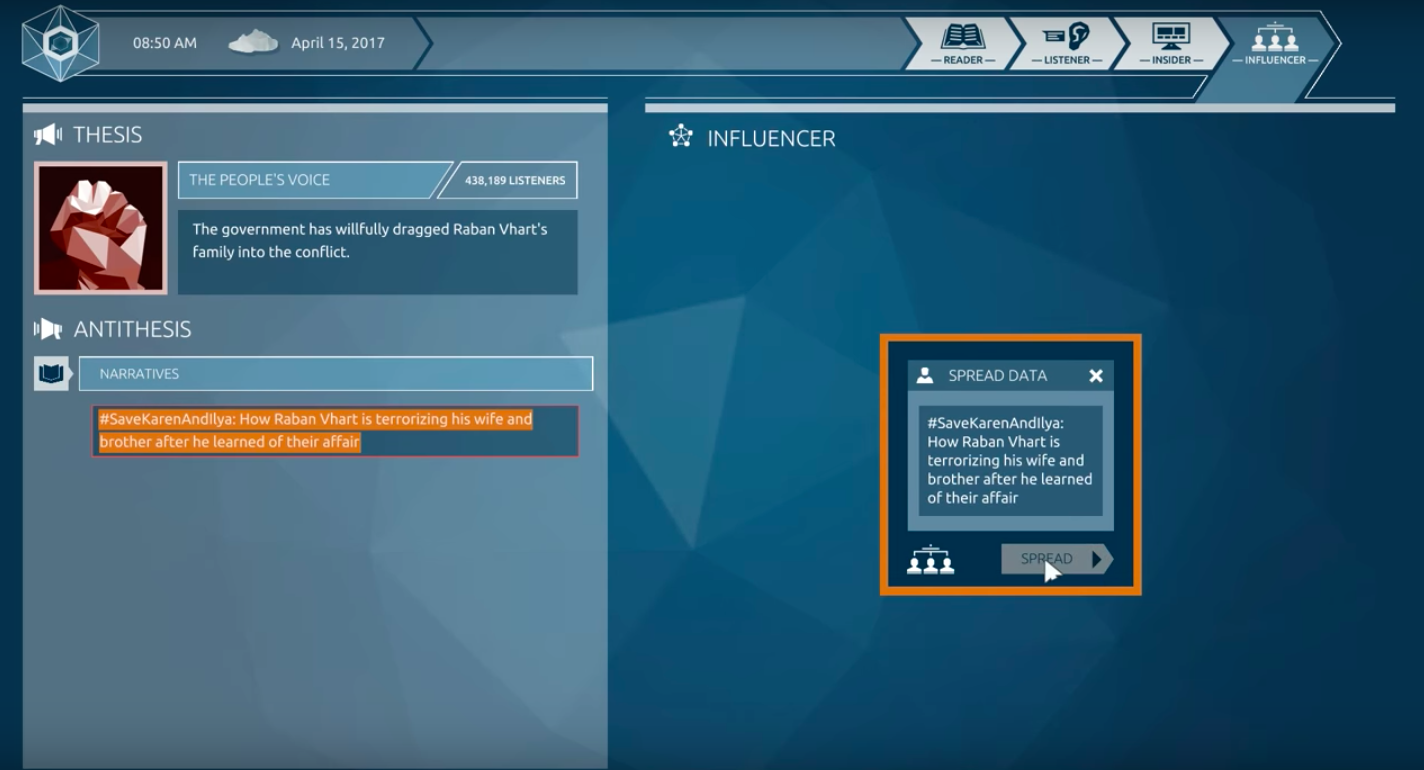 08:50 AM
April 15, 2017
— READER —
— LISTENER —
— INSIDER —
— INFLUENCER —
THESIS
THE PEOPLE'S VOICE
438,189 LISTENERS
The government has willfully dragged Raban Vhart's
family into the conflict.
ANTITHESIS
NARRATIVES
#SaveKarenAndIlya: How Raban Vhart is terrorizing his wife and
brother after he learned of their affair
INFLUENCER
SPREAD DATA
#SaveKarenAndIlya:
How Raban Vhart is
terrorizing his wife and
brother after he learned
of their affair
SPREAD